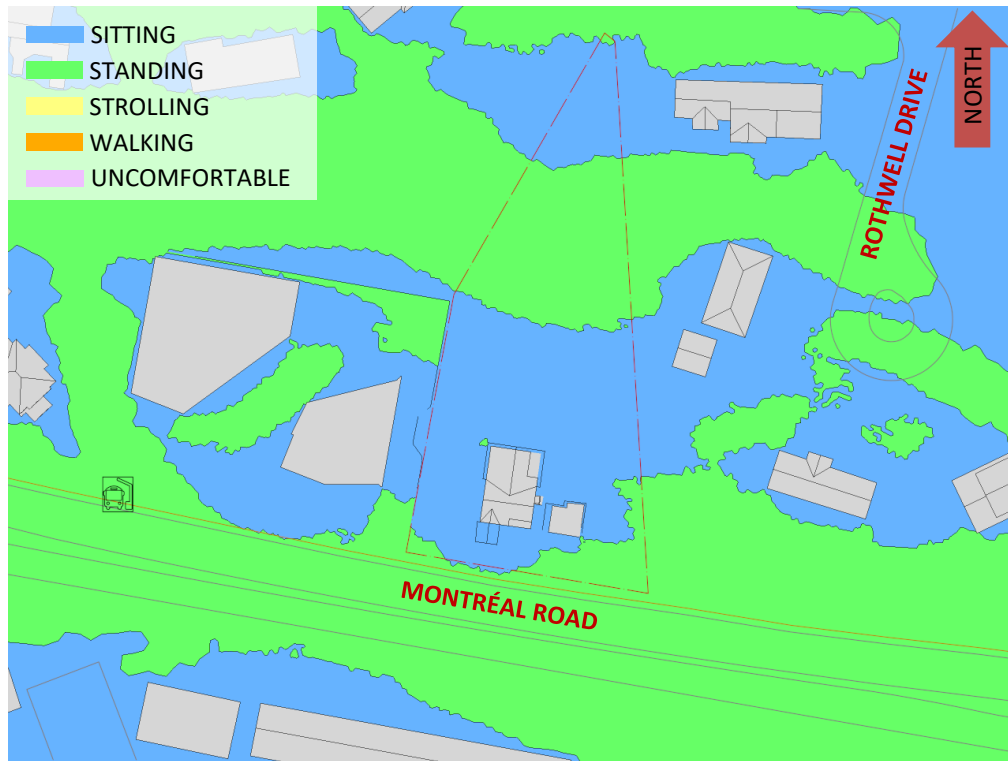 SITTING
STANDING
STROLLING
WALKING
UNCOMFORTABLE
NORTH
ROTHWELL DRIVE
MONTRÉAL ROAD